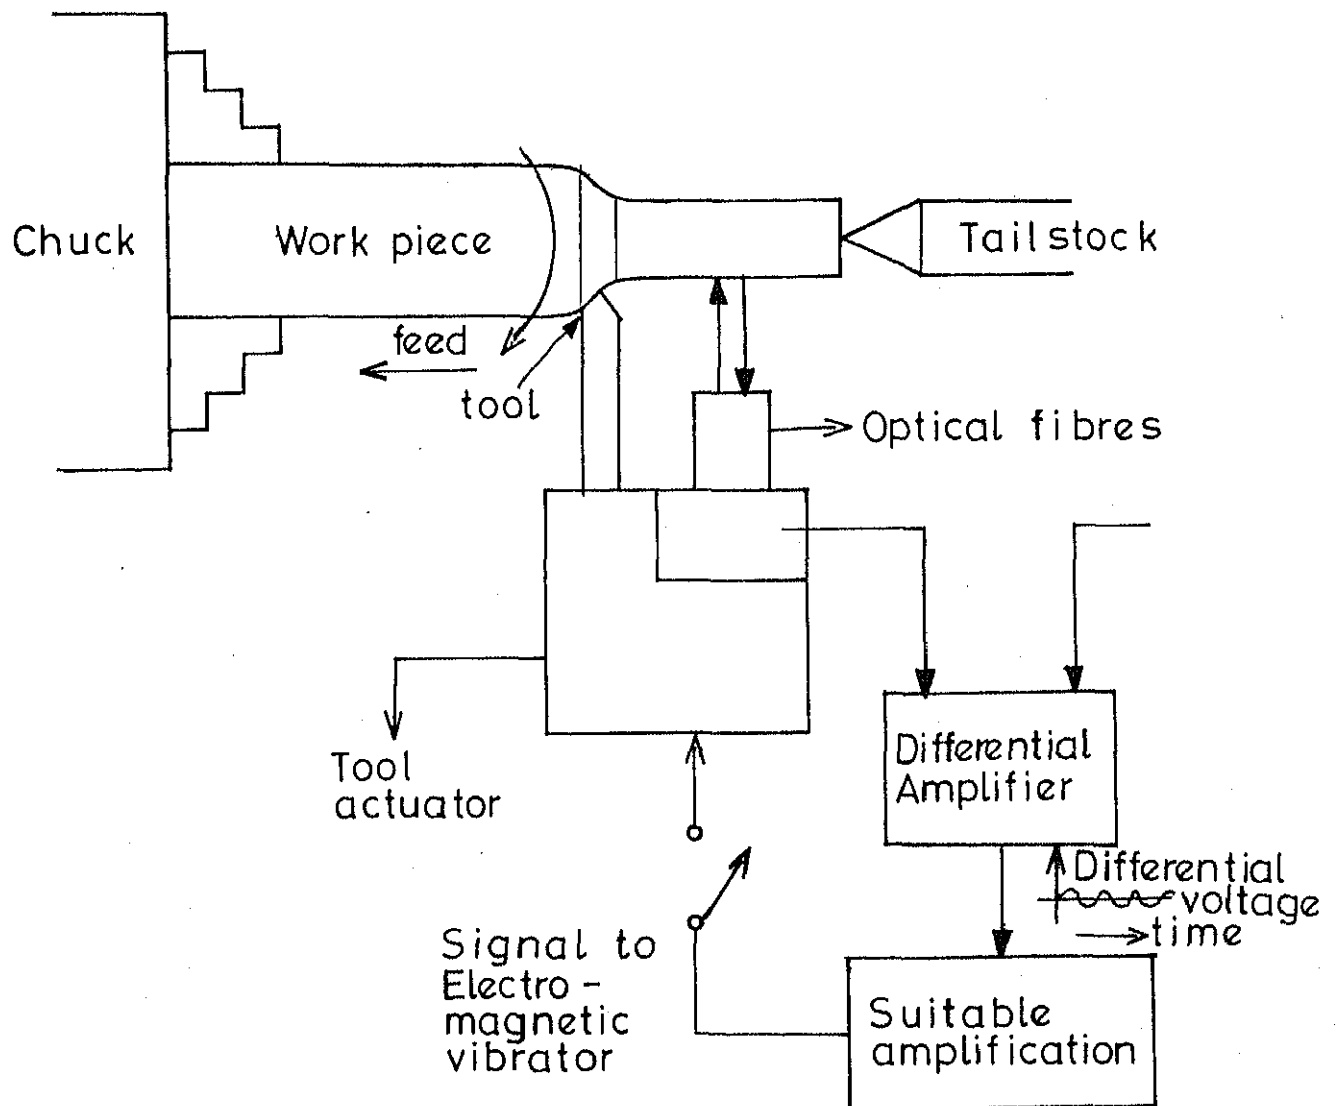 Chuck
Work piece
Tailstock
feed
tool
Optical fibres
Tool
actuator
Differential
Amplifier
Differential
voltage
time
Signal to
Electro-
magnetic
vibrator
Suitable
amplification